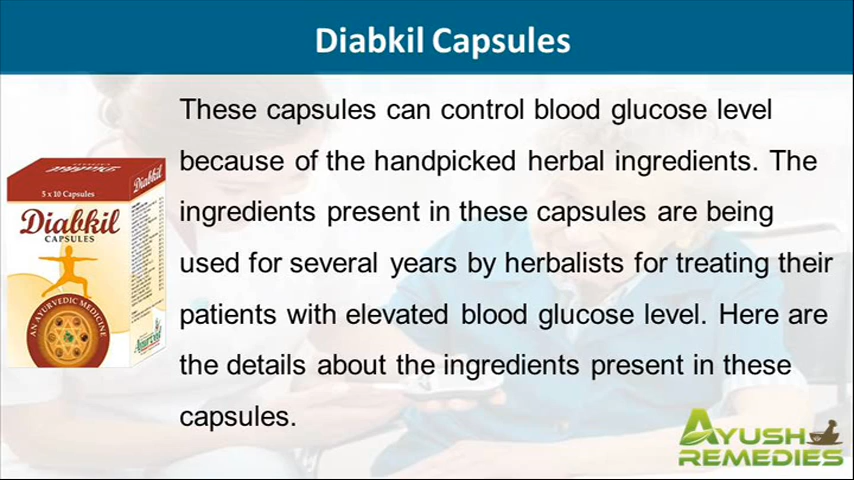 Diabkil Capsules
These capsules can control blood glucose level
because of the handpicked herbal ingredients. The
ingredients present in these capsules are being
used for several years by herbalists for treating their
patients with elevated blood glucose level. Here are
the details about the ingredients present in these
capsules.
Diabkil
5 x 10 Capsules
Diabkil
CAPSULES
AN AYURVEDIC MEDICINE
AYUSH
REMEDIES